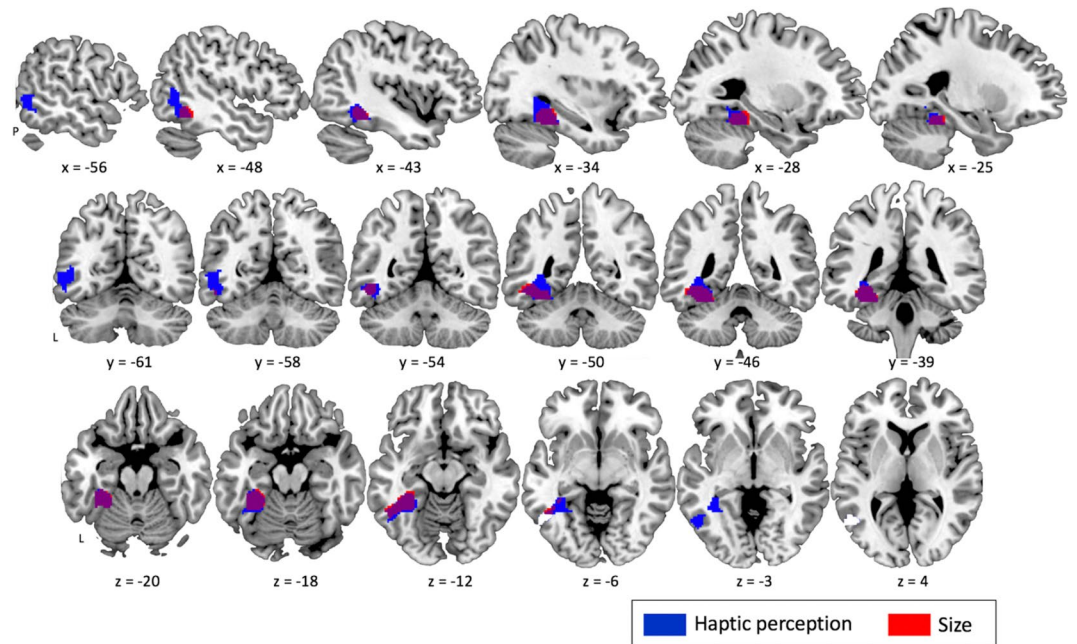 P
x = -56 x = -48 x = -43 x = -34 x = -28 x = -25
L
y = -61 y = -58 y = -54 y = -50 y = -46 y = -39
L
z = -20 z = -18 z = -12 z = -6 z = -3 z = 4
Haptic perception Size